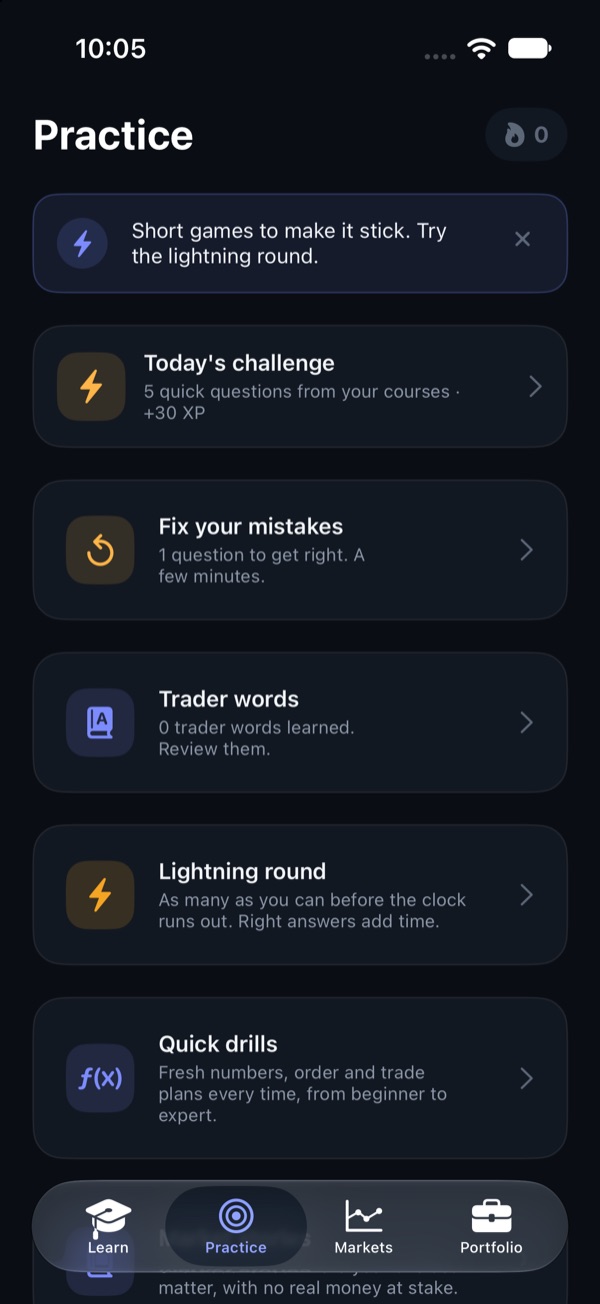 10:05
Practice
0
Short games to make it stick. Try
the lightning round.
Today's challenge
5 quick questions from your courses ·
+30 XP
Fix your mistakes
1 question to get right. A
few minutes.
A
Trader words
0 trader words learned.
Review them.
Lightning round
As many as you can before the clock
runs out. Right answers add time.
Quick drills
f(x)
Fresh numbers, order and trade
plans every time, from beginner to
expert.
Learn
Practice
Markets
Portfolio
matter, with no real money at stake.